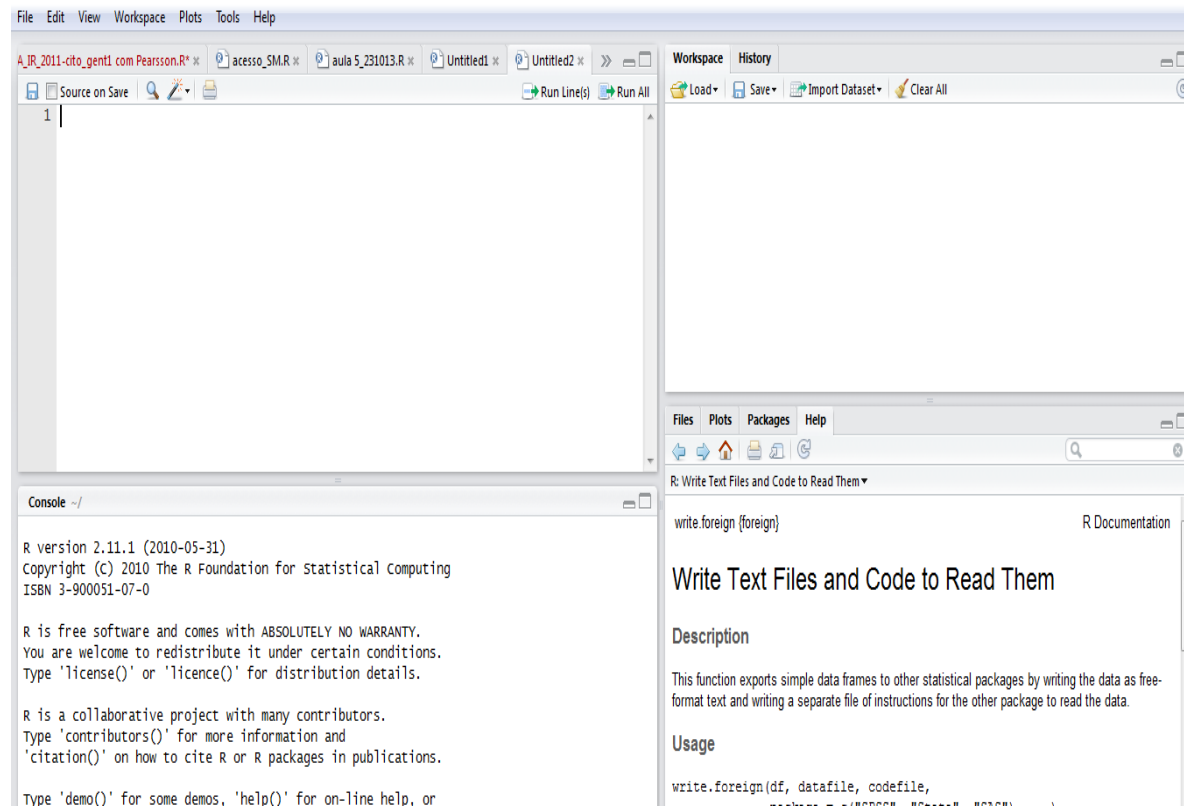 File Edit View Workspace Plots Tools Help
A_IR_2011-cito_gent1 com Pearsson.R* acesso_SM.R aula 5_231013.R Untitled1 Untitled2
Source on Save Run Line(s) Run All
1
Console ~/
R version 2.11.1 (2010-05-31)
Copyright (C) 2010 The R Foundation for Statistical Computing
ISBN 3-900051-07-0
R is free software and comes with ABSOLUTELY NO WARRANTY.
You are welcome to redistribute it under certain conditions.
Type 'license()' or 'licence()' for distribution details.
R is a collaborative project with many contributors.
Type 'contributors()' for more information and
'citation()' on how to cite R or R packages in publications.
Type 'demo()' for some demos, 'help()' for on-line help, or
Workspace History
Load Save Import Dataset Clear All
Files Plots Packages Help
R: Write Text Files and Code to Read Them
write.foreign {foreign} R Documentation
Write Text Files and Code to Read Them
Description
This function exports simple data frames to other statistical packages by writing the data as free-
format text and writing a separate file of instructions for the other package to read the data.
Usage
write.foreign(df, datafile, codefile,